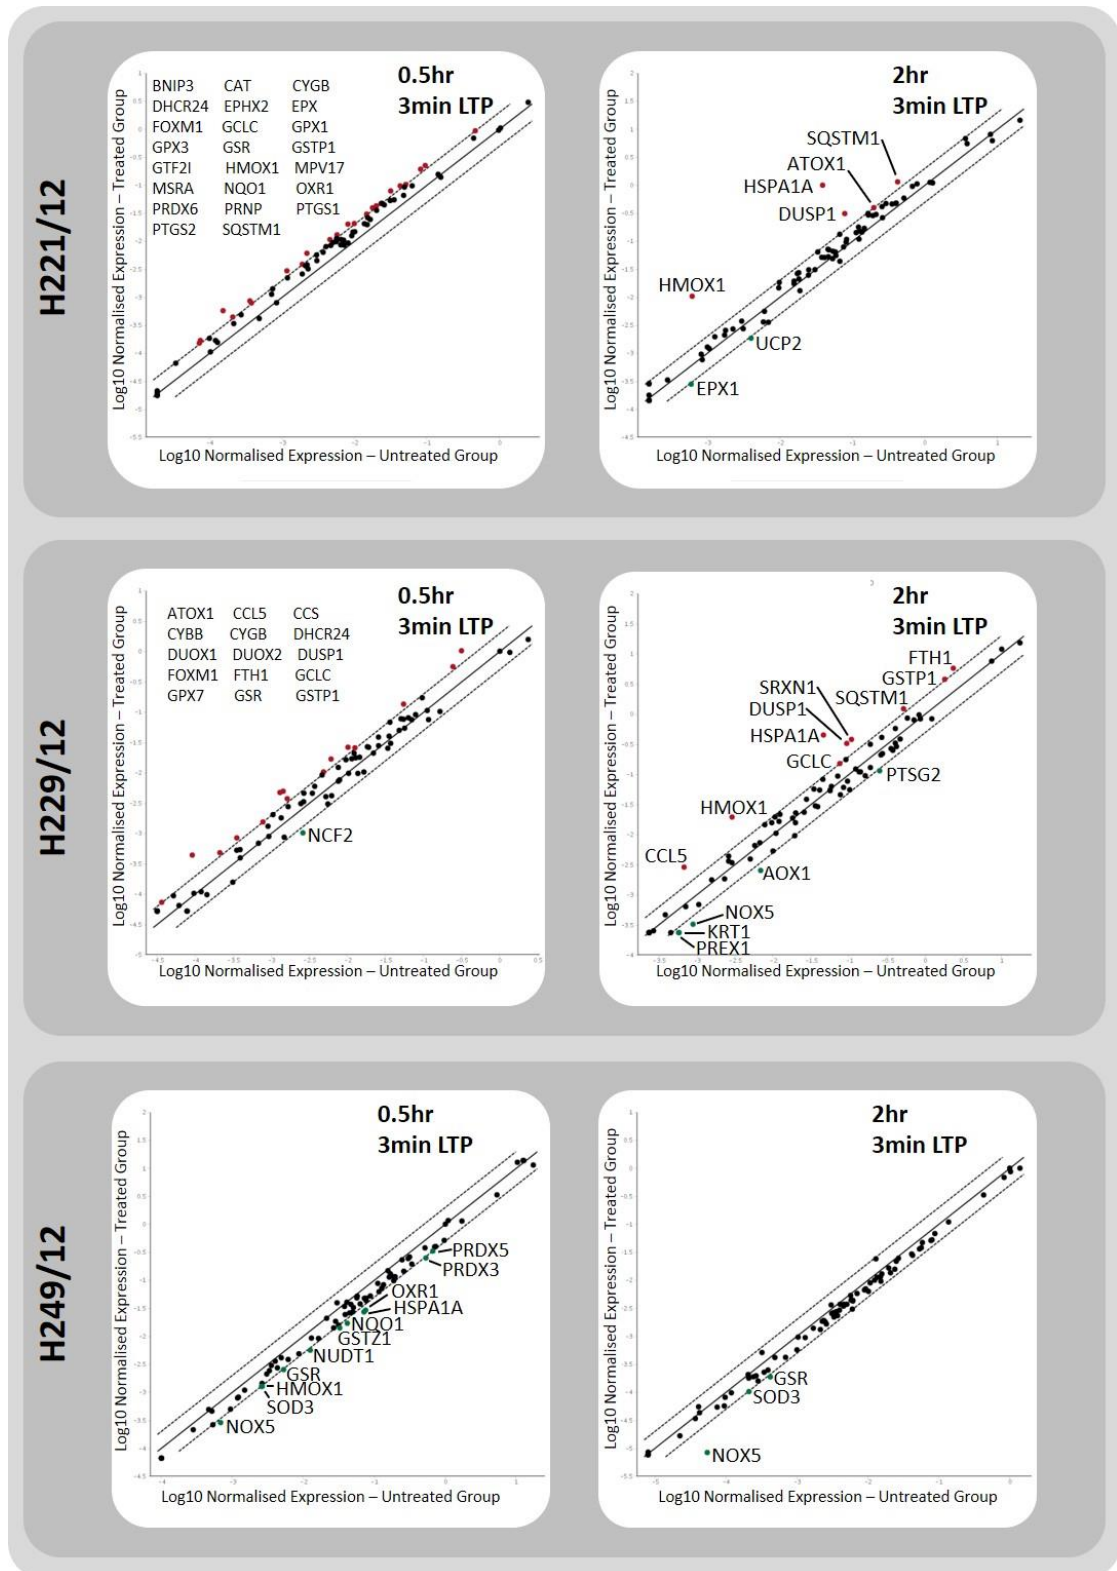 H221/12
0.5hr
3min LTP
BNIP3 CAT CYGB
DHCR24 EPHX2 EPX
FOXM1 GCLC GPX1
GPX3 GSR GSTP1
GTF2I HMOX1 MPV17
MSRA NQO1 OXR1
PRDX6 PRNP PTGS1
PTGS2 SQSTM1
Log10 Normalised Expression – Treated Group
Log10 Normalised Expression – Untreated Group
2hr
3min LTP
SQSTM1
ATOX1
HSPA1A
DUSP1
HMOX1
UCP2
EPX1
Log10 Normalised Expression – Treated Group
Log10 Normalised Expression – Untreated Group
H229/12
0.5hr
3min LTP
ATOX1 CCL5 CCS
CYBB CYGB DHCR24
DUOX1 DUOX2 DUSP1
FOXM1 FTH1 GCLC
GPX7 GSR GSTP1
NCF2
Log10 Normalised Expression – Treated Group
Log10 Normalised Expression – Untreated Group
2hr
3min LTP
FTH1
GSTP1
SRXN1
SQSTM1
DUSP1
HSPA1A
GCLC
PTSG2
HMOX1
CCL5
AOX1
NOX5
KRT1
PREX1
Log10 Normalised Expression – Treated Group
Log10 Normalised Expression – Untreated Group
H249/12
0.5hr
3min LTP
PRDX5
PRDX3
OXR1
HSPA1A
NQO1
GSTZ1
NUDT1
GSR
HMOX1
SOD3
NOX5
Log10 Normalised Expression – Treated Group
Log10 Normalised Expression – Untreated Group
2hr
3min LTP
GSR
SOD3
NOX5
Log10 Normalised Expression – Treated Group
Log10 Normalised Expression – Untreated Group